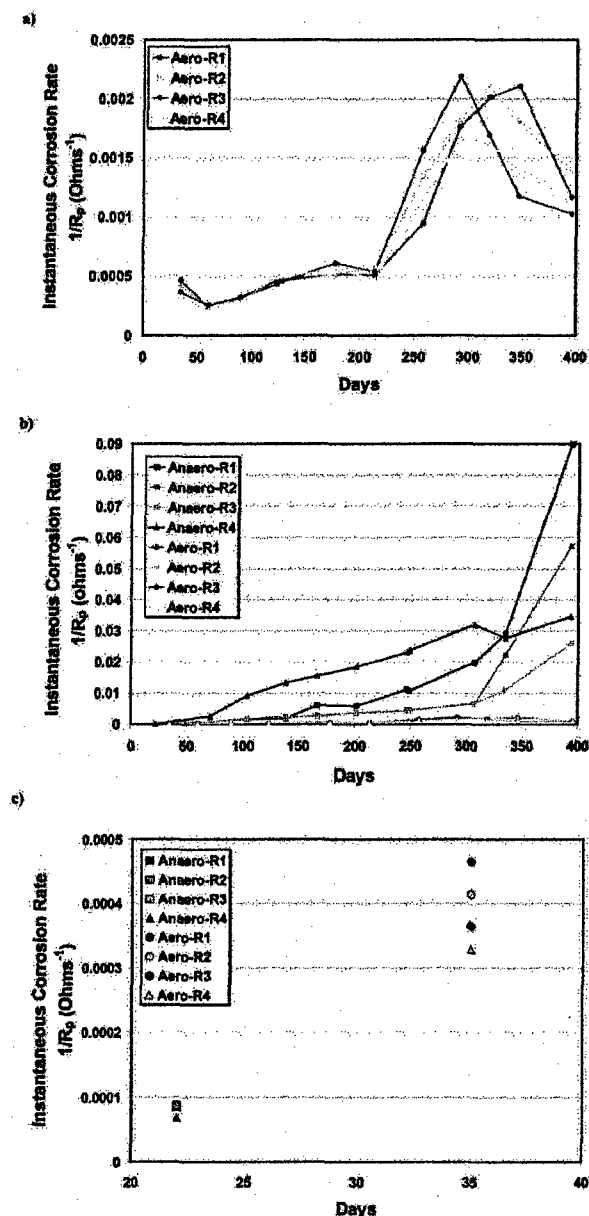 a)
0.0025
0.002
0.0015
0.001
0.0005
0
Instantaneous Corrosion Rate
1/Rp (Ohms-1)
Aero-R1
Aero-R2
Aero-R3
Aero-R4
0 50 100 150 200 250 300 350 400
Days
b)
0.09
0.08
0.07
0.06
0.05
0.04
0.03
0.02
0.01
0
Instantaneous Corrosion Rate
1/Rp (ohms-1)
Anaero-R1
Anaero-R2
Anaero-R3
Anaero-R4
Aero-R1
Aero-R2
Aero-R3
Aero-R4
0 50 100 150 200 250 300 350 400
Days
c)
0.0005
0.0004
0.0003
0.0002
0.0001
0
Instantaneous Corrosion Rate
1/Rp (Ohms-1)
Anaero-R1
Anaero-R2
Anaero-R3
Anaero-R4
Aero-R1
Aero-R2
Aero-R3
Aero-R4
20 25 30 35 40
Days